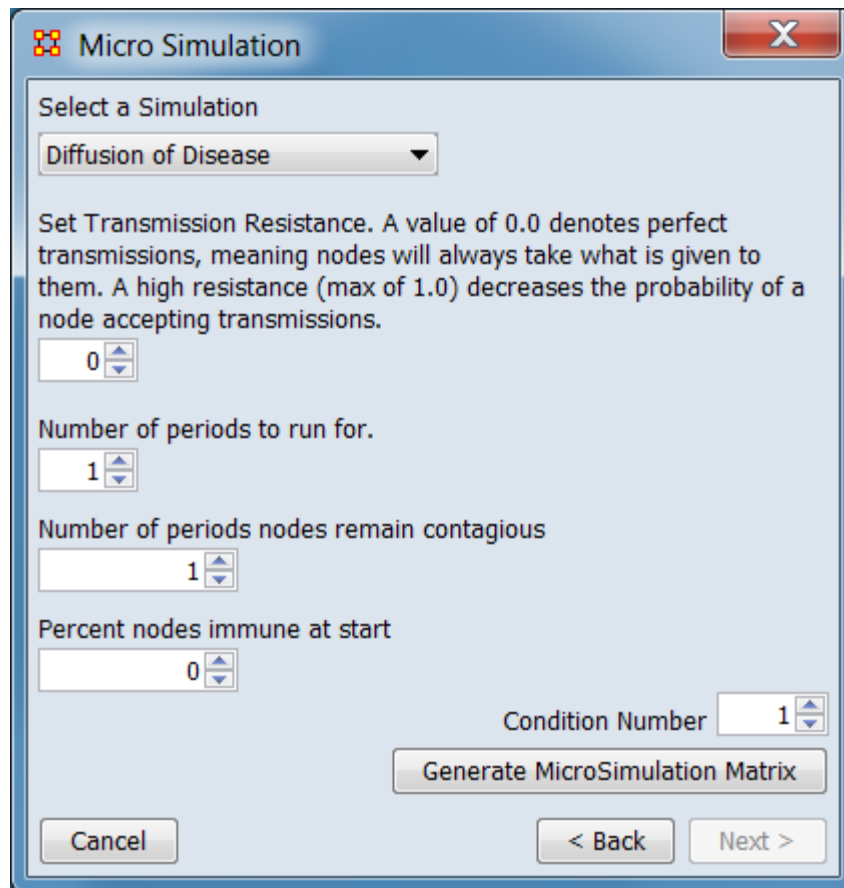 Micro Simulation
Select a Simulation
Diffusion of Disease
Set Transmission Resistance. A value of 0.0 denotes perfect
transmissions, meaning nodes will always take what is given to
them. A high resistance (max of 1.0) decreases the probability of a
node accepting transmissions.
0
Number of periods to run for.
1
Number of periods nodes remain contagious
1
Percent nodes immune at start
0
Condition Number 1
Generate MicroSimulation Matrix
Cancel < Back Next >